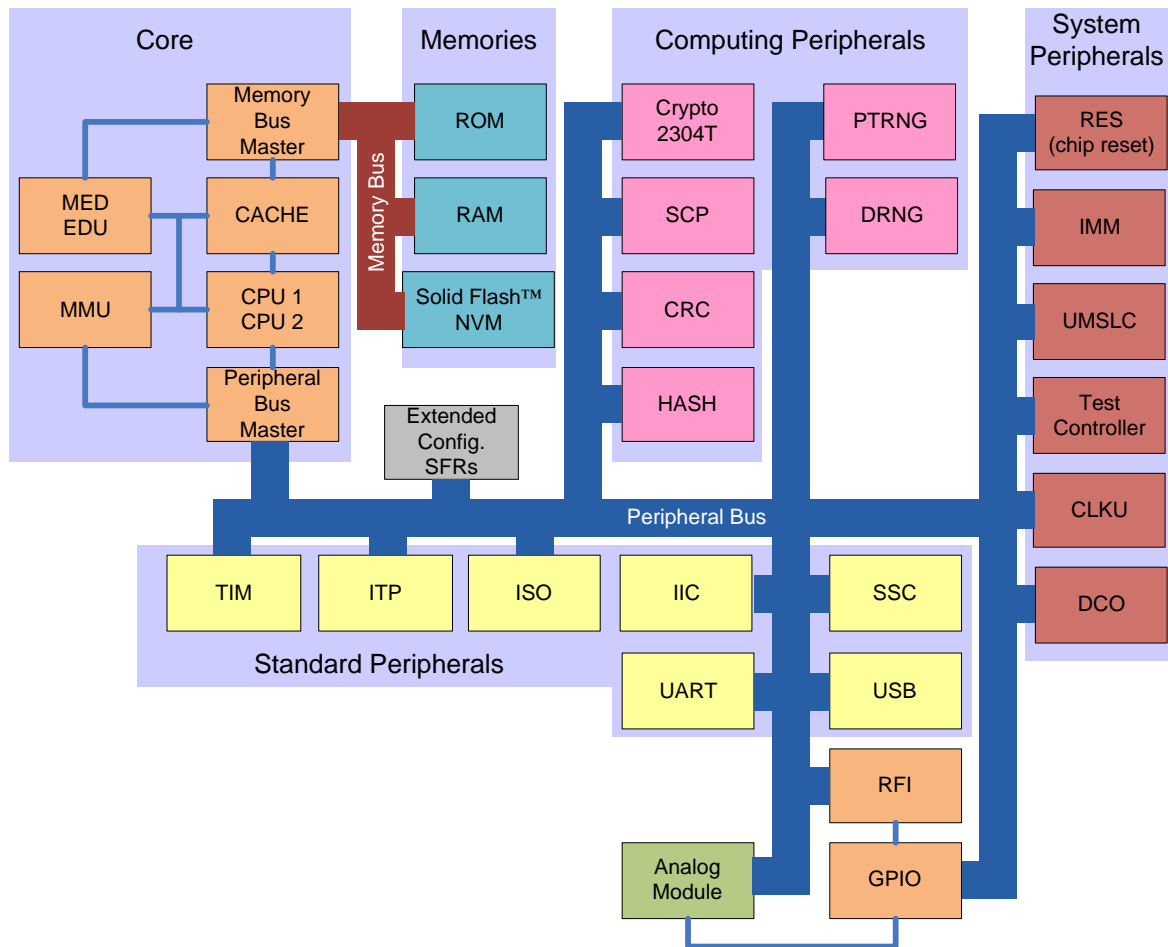 Core
Memory
Bus
Master
MED
EDU
CACHE
MMU
CPU 1
CPU 2
Peripheral
Bus
Master
Memories
ROM
RAM
Solid Flash™
NVM
Memory Bus
Extended
Config.
SFRs
Computing Peripherals
Crypto
2304T
PTRNG
SCP
DRNG
CRC
HASH
System
Peripherals
RES
(chip reset)
IMM
UMSLC
Test
Controller
CLKU
DCO
Peripheral Bus
TIM
ITP
ISO
IIC
SSC
Standard Peripherals
UART
USB
RFI
Analog
Module
GPIO